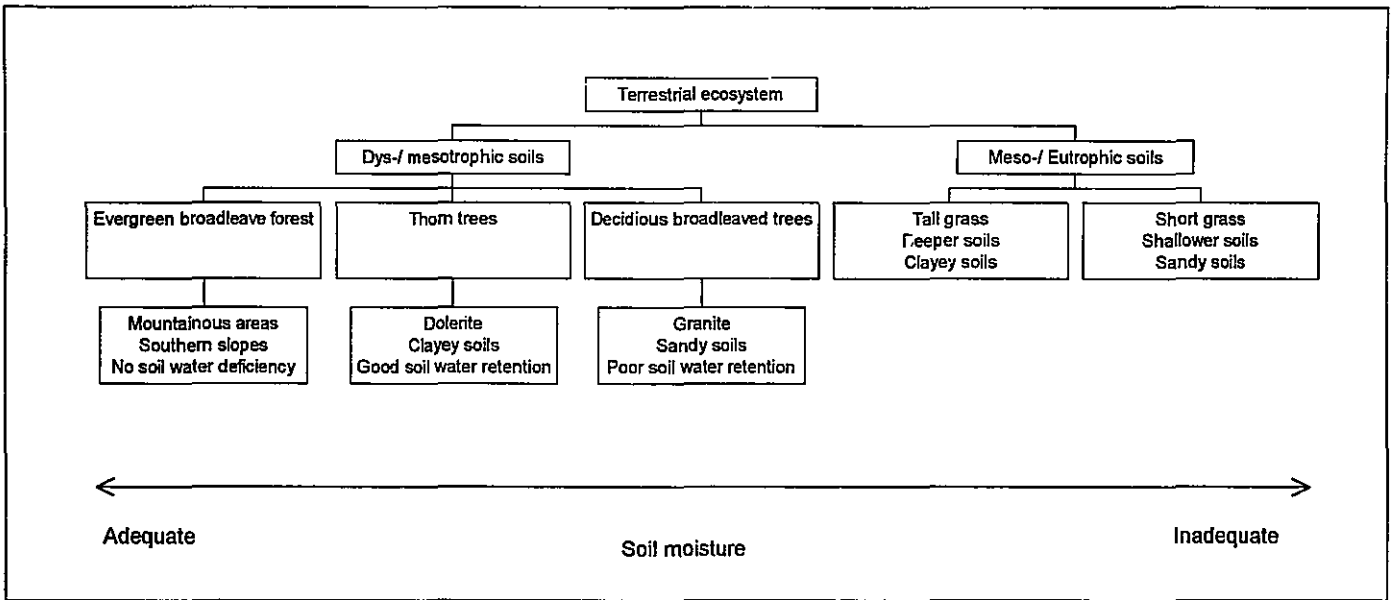 Terrestrial ecosystem
Dys-/ mesotrophic soils
Meso-/ Eutrophic soils
Evergreen broadleave forest
Thorn trees
Decidious broadleaved trees
Tall grass
Deeper soils
Clayey soils
Short grass
Shallower soils
Sandy soils
Mountainous areas
Southern slopes
No soil water deficiency
Dolerite
Clayey soils
Good soil water retention
Granite
Sandy soils
Poor soil water retention
Adequate
Soil moisture
Inadequate